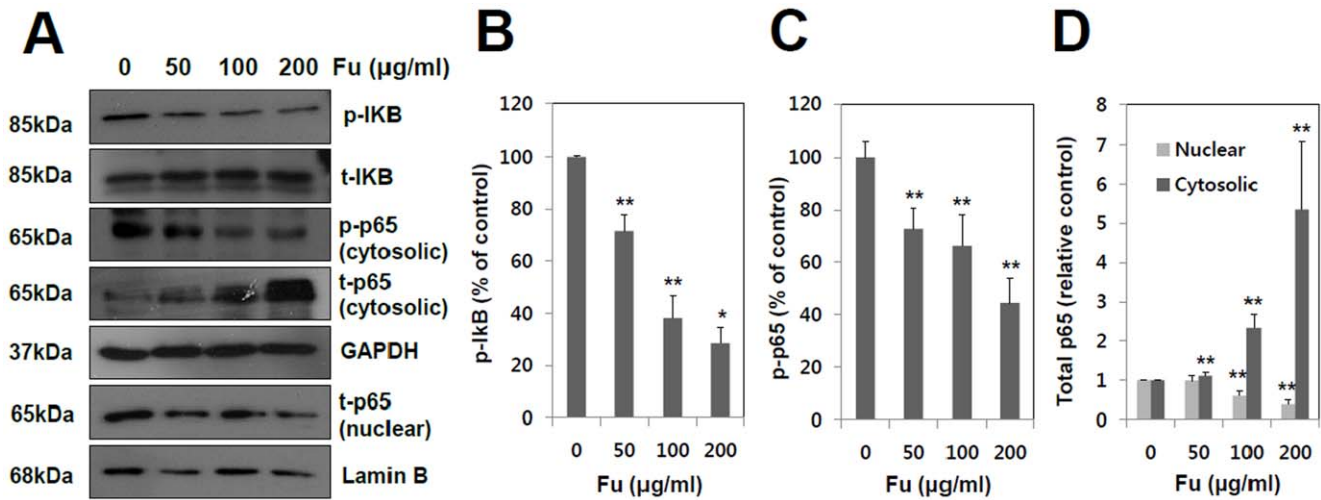 A
0 50 100 200 Fu (µg/ml)
85kDa p-IKB
85kDa t-IKB
65kDa p-p65
(cytosolic)
65kDa t-p65
(cytosolic)
37kDa GAPDH
65kDa t-p65
(nuclear)
68kDa Lamin B
B
p-IkB (% of control)
120
100
80
60
40
20
0
**
**
*
0 50 100 200
Fu (µg/ml)
C
p-p65 (% of control)
120
100
80
60
40
20
0
**
**
**
0 50 100 200
Fu (µg/ml)
D
Total p65 (relative control)
8
7
6
5
4
3
2
1
0
Nuclear
Cytosolic
**
**
**
**
**
0 50 100 200
Fu (µg/ml)